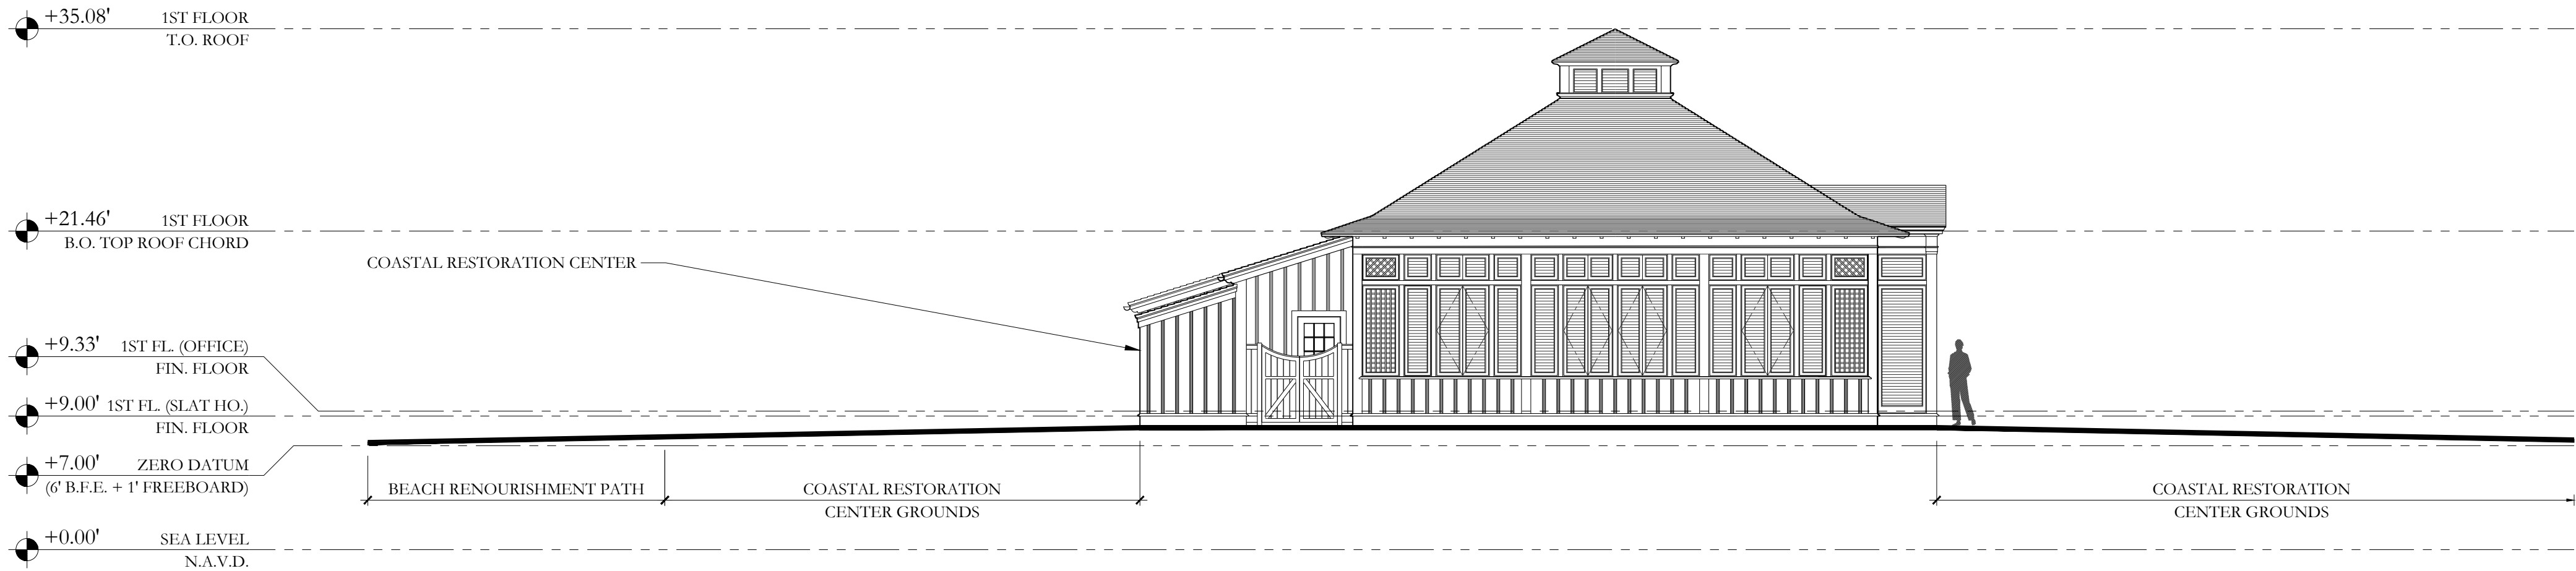 +35.08' 1ST FLOOR
T.O. ROOF
+21.46' 1ST FLOOR
B.O. TOP ROOF CHORD
COASTAL RESTORATION CENTER
+9.33' 1ST FL. (OFFICE)
FIN. FLOOR
+9.00' 1ST FL. (SLAT HO.)
FIN. FLOOR
+7.00' ZERO DATUM
(6' B.F.E. + 1' FREEBOARD)
BEACH RENOURISHMENT PATH
COASTAL RESTORATION
CENTER GROUNDS
COASTAL RESTORATION
CENTER GROUNDS
+0.00' SEA LEVEL
N.A.V.D.